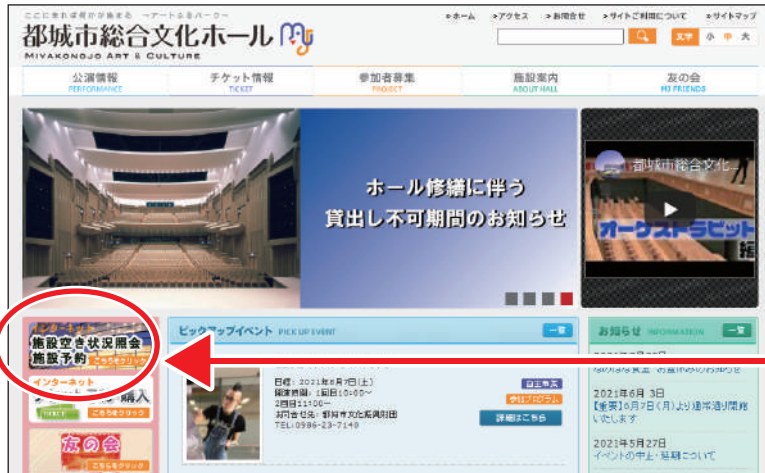 ここに来れば何かが始まる
都城市総合文化ホール MJ
MIYAKONOJO ART & CULTURE
ホーム アクセス お問合せ サイトご利用について サイトマップ
文字 小 中 大
公演情報
PERFORMANCE
チケット情報
TICKET
参加者募集
PROJECT
施設案内
ABOUT HALL
友の会
MJ FRIENDS
ホール修繕に伴う
貸出し不可期間のお知らせ
都城市総合文化...
オーケストラピット
編
インターネット
施設空き状況照会
施設予約 こちらをクリック
インターネット
購入
TICKET こちらをクリック
友の会
こちらをクリック
ピックアップイベント PICK UP EVENT 一覧
日程：2021年8月7日(土)
開演時間：1回目10:00～
2回目11:00～
お問合せ先：都城市文化振興財団
TEL:0986-23-7140
自主事業
参加プログラム
詳細はこちら
お知らせ INFORMATION 一覧
2021年6月 3日
【重要】6月7日(月)より通常通り開館
いたします
2021年5月27日
イベントの中止・延期について